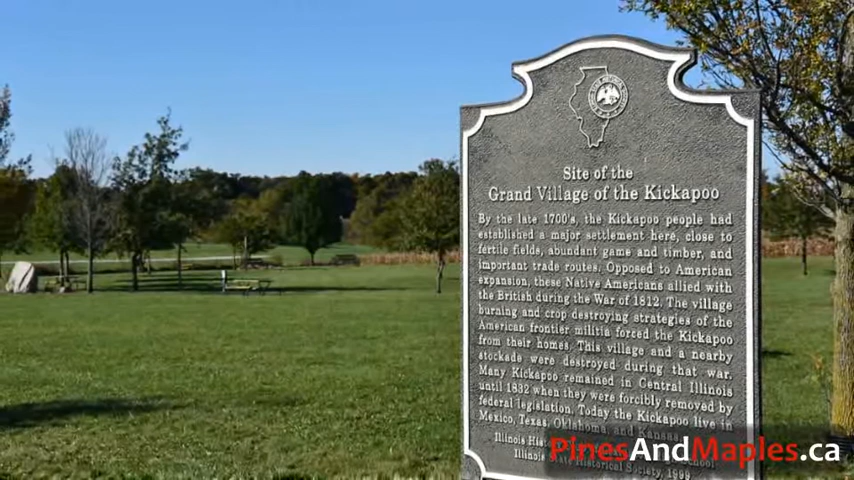 Site of the
Grand Village of the Kickapoo
By the late 1700's, the Kickapoo people had
established a major settlement here, close to
fertile fields, abundant game and timber, and
important trade routes. Opposed to American
expansion, these Native Americans allied with
the British during the War of 1812. The village
burning and crop destroying strategies of the
American frontier militia forced the Kickapoo
from their homes. This village and a nearby
stockade were destroyed during that war.
Many Kickapoo remained in Central Illinois
until 1832 when they were forcibly removed by
federal legislation. Today the Kickapoo live in
Mexico, Texas, Oklahoma, and Kansas.
Illinois State Historical Society, 1998
PinesAndMaples.ca